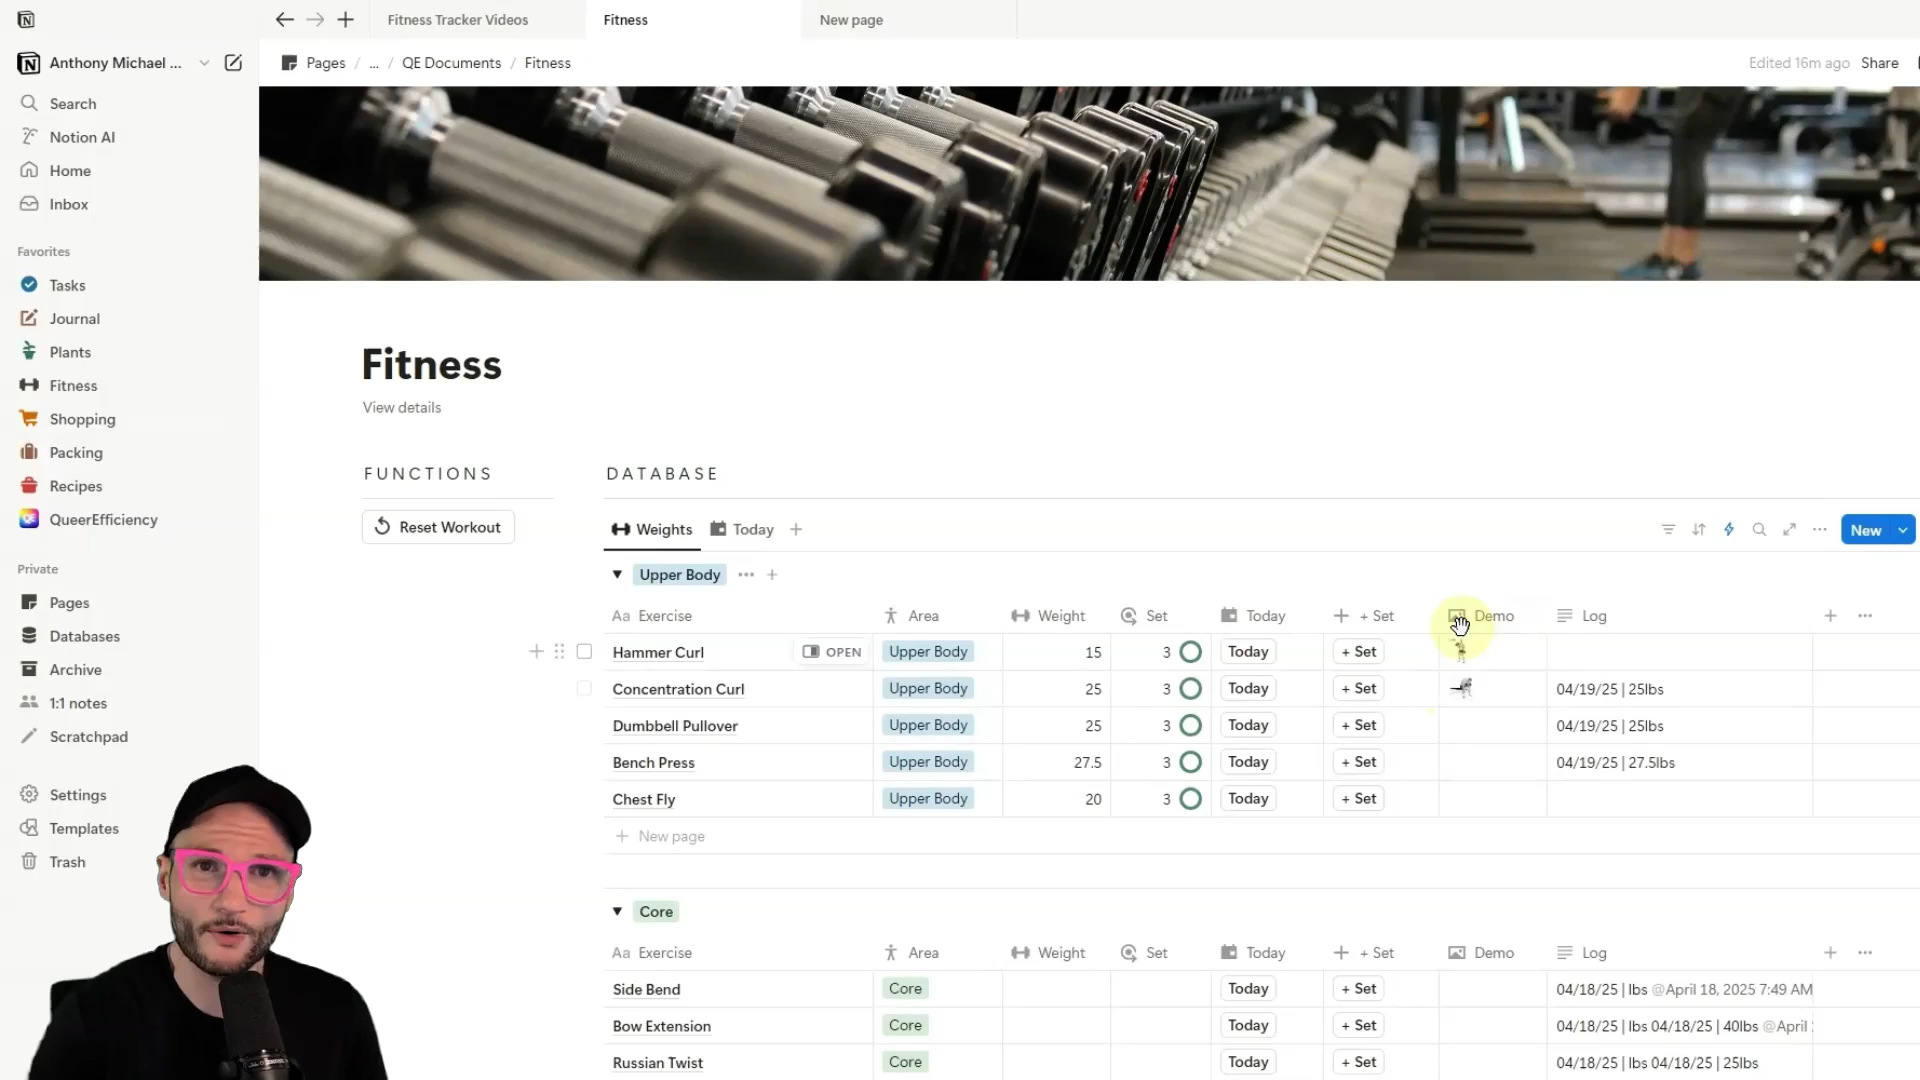 Fitness Tracker Videos
Fitness
New page
Anthony Michael ...
Pages / ... / QE Documents / Fitness
Edited 16m ago
Share
Search
Notion AI
Home
Inbox
Favorites
Tasks
Journal
Plants
Fitness
Shopping
Packing
Recipes
QueerEfficiency
Private
Pages
Databases
Archive
1:1 notes
Scratchpad
Settings
Templates
Trash
Fitness
View details
FUNCTIONS
Reset Workout
DATABASE
Weights Today
New
Upper Body
Aa Exercise Area Weight Set Today + Set Demo Log
Hammer Curl OPEN Upper Body 15 3 Today + Set
Concentration Curl Upper Body 25 3 Today + Set 04/19/25 | 25lbs
Dumbbell Pullover Upper Body 25 3 Today + Set 04/19/25 | 25lbs
Bench Press Upper Body 27.5 3 Today + Set 04/19/25 | 27.5lbs
Chest Fly Upper Body 20 3 Today + Set
New page
Core
Aa Exercise Area Weight Set Today + Set Demo Log
Side Bend Core Today + Set 04/18/25 | lbs @April 18, 2025 7:49 AM
Bow Extension Core Today + Set 04/18/25 | lbs 04/18/25 | 40lbs @April
Russian Twist Core Today + Set 04/18/25 | lbs 04/18/25 | 25lbs